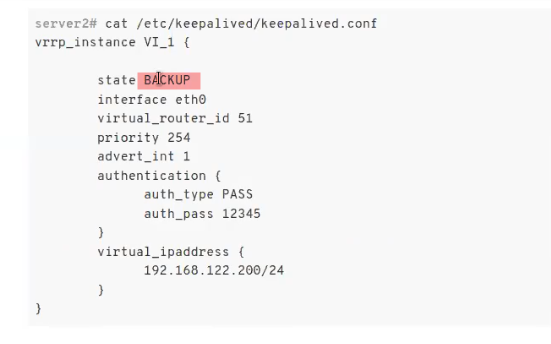 server2# cat /etc/keepalived/keepalived.conf
vrrp_instance VI_1 {
state BACKUP
interface eth0
virtual_router_id 51
priority 254
advert_int 1
authentication {
auth_type PASS
auth_pass 12345
}
virtual_ipaddress {
192.168.122.200/24
}
}